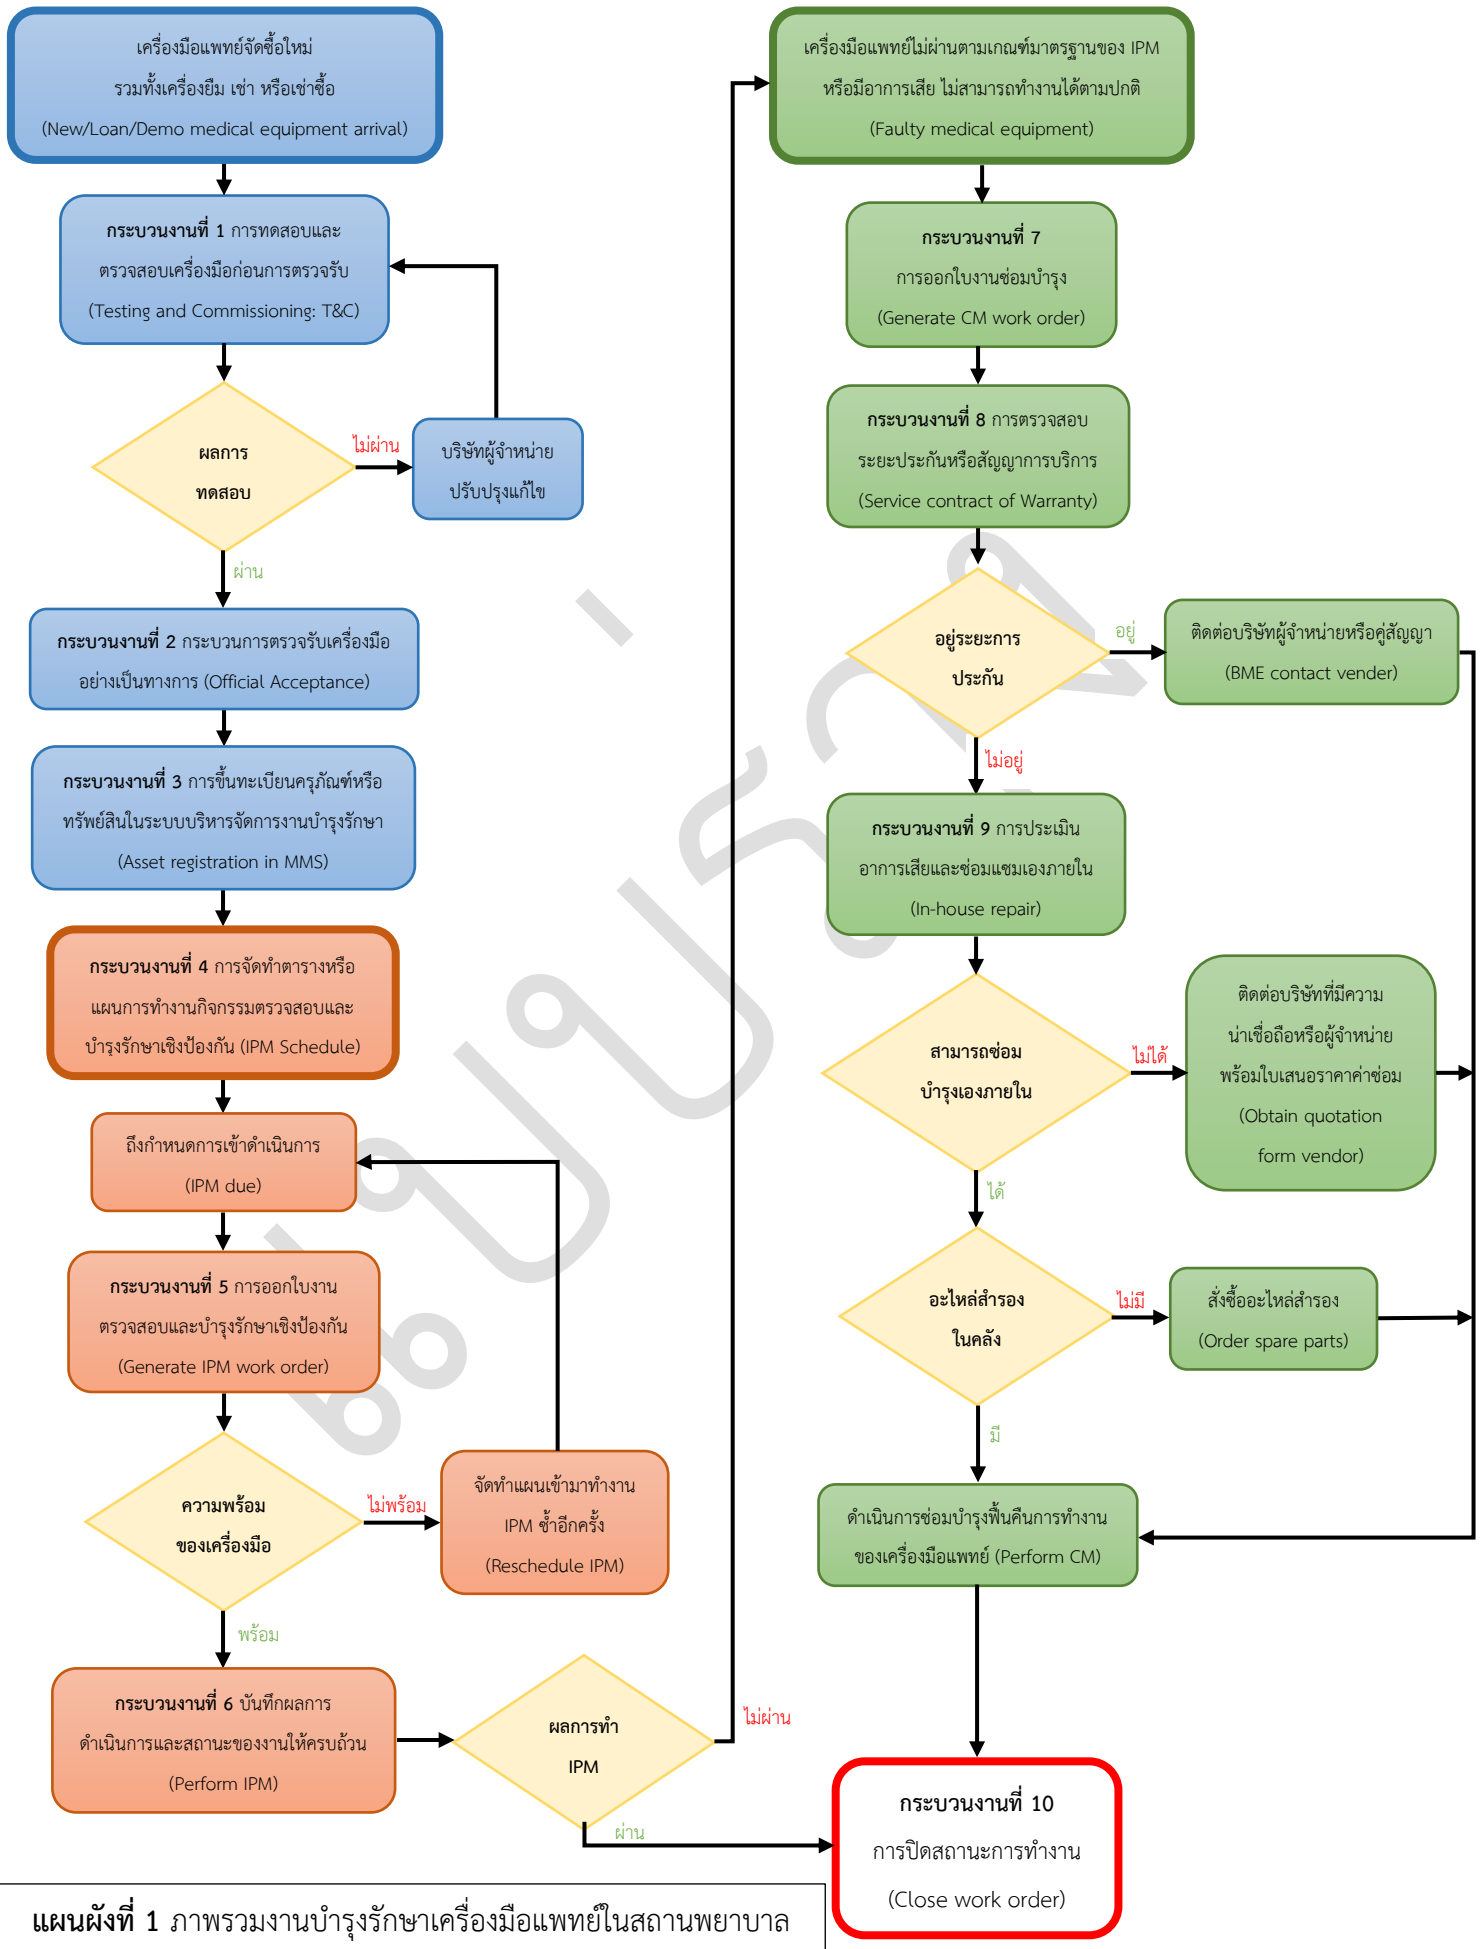 เครื่องมือแพทย์จัดซื้อใหม่
รวมทั้งเครื่องยืม เช่า หรือเช่าซื้อ
(New/Loan/Demo medical equipment arrival)
กระบวนงานที่ 1 การทดสอบและ
ตรวจสอบเครื่องมือก่อนการตรวจรับ
(Testing and Commissioning: T&C)
ผลการ
ทดสอบ
ไม่ผ่าน
บริษัทผู้จำหน่าย
ปรับปรุงแก้ไข
ผ่าน
กระบวนงานที่ 2 กระบวนการตรวจรับเครื่องมือ
อย่างเป็นทางการ (Official Acceptance)
กระบวนงานที่ 3 การขึ้นทะเบียนครุภัณฑ์หรือ
ทรัพย์สินในระบบบริหารจัดการงานบำรุงรักษา
(Asset registration in MMS)
กระบวนงานที่ 4 การจัดทำตารางหรือ
แผนการทำงานกิจกรรมตรวจสอบและ
บำรุงรักษาเชิงป้องกัน (IPM Schedule)
ถึงกำหนดการเข้าดำเนินการ
(IPM due)
กระบวนงานที่ 5 การออกใบงาน
ตรวจสอบและบำรุงรักษาเชิงป้องกัน
(Generate IPM work order)
ความพร้อม
ของเครื่องมือ
ไม่พร้อม
จัดทำแผนเข้ามาทำงาน
IPM ซ้ำอีกครั้ง
(Reschedule IPM)
พร้อม
กระบวนงานที่ 6 บันทึกผลการ
ดำเนินการและสถานะของงานให้ครบถ้วน
(Perform IPM)
ผลการทำ
IPM
ไม่ผ่าน
ผ่าน
เครื่องมือแพทย์ไม่ผ่านตามเกณฑ์มาตรฐานของ IPM
หรือมีอาการเสีย ไม่สามารถทำงานได้ตามปกติ
(Faulty medical equipment)
กระบวนงานที่ 7
การออกใบงานซ่อมบำรุง
(Generate CM work order)
กระบวนงานที่ 8 การตรวจสอบ
ระยะประกันหรือสัญญาการบริการ
(Service contract of Warranty)
อยู่ระยะการ
ประกัน
อยู่
ติดต่อบริษัทผู้จำหน่ายหรือคู่สัญญา
(BME contact vender)
ไม่อยู่
กระบวนงานที่ 9 การประเมิน
อาการเสียและซ่อมแซมเองภายใน
(In-house repair)
สามารถซ่อม
บำรุงเองภายใน
ไม่ได้
ติดต่อบริษัทที่มีความ
น่าเชื่อถือหรือผู้จำหน่าย
พร้อมใบเสนอราคาค่าซ่อม
(Obtain quotation
form vendor)
ได้
อะไหล่สำรอง
ในคลัง
ไม่มี
สั่งซื้ออะไหล่สำรอง
(Order spare parts)
มี
ดำเนินการซ่อมบำรุงฟื้นคืนการทำงาน
ของเครื่องมือแพทย์ (Perform CM)
กระบวนงานที่ 10
การปิดสถานะการทำงาน
(Close work order)
แผนผังที่ 1 ภาพรวมงานบำรุงรักษาเครื่องมือแพทย์ในสถานพยาบาล